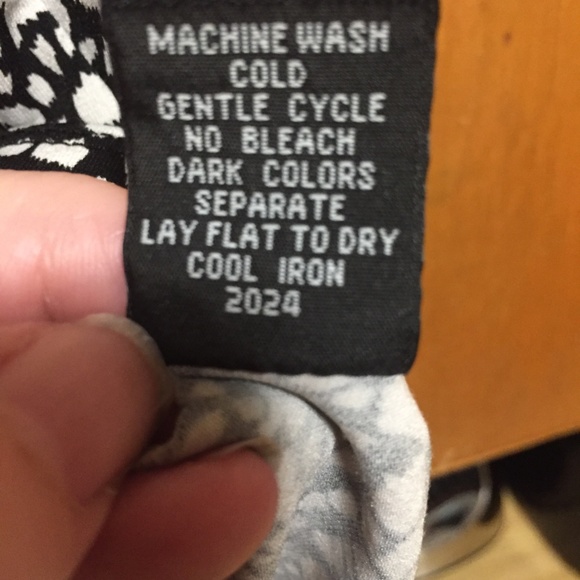 MACHINE WASH
COLD
GENTLE CYCLE
NO BLEACH
DARK COLORS
SEPARATE
LAY FLAT TO DRY
COOL IRON
2024